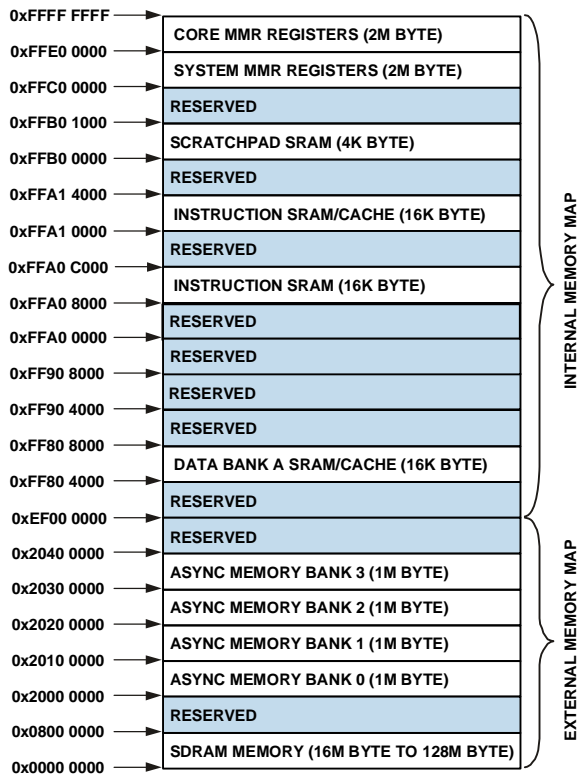 0xFFFF FFFF
CORE MMR REGISTERS (2M BYTE)
0xFFE0 0000
SYSTEM MMR REGISTERS (2M BYTE)
0xFFC0 0000
RESERVED
0xFFB0 1000
SCRATCHPAD SRAM (4K BYTE)
0xFFB0 0000
RESERVED
0xFFA1 4000
INSTRUCTION SRAM/CACHE (16K BYTE)
0xFFA1 0000
RESERVED
0xFFA0 C000
INSTRUCTION SRAM (16K BYTE)
0xFFA0 8000
RESERVED
0xFFA0 0000
RESERVED
0xFF90 8000
RESERVED
0xFF90 4000
RESERVED
0xFF80 8000
DATA BANK A SRAM/CACHE (16K BYTE)
0xFF80 4000
RESERVED
0xEF00 0000
RESERVED
0x2040 0000
ASYNC MEMORY BANK 3 (1M BYTE)
0x2030 0000
ASYNC MEMORY BANK 2 (1M BYTE)
0x2020 0000
ASYNC MEMORY BANK 1 (1M BYTE)
0x2010 0000
ASYNC MEMORY BANK 0 (1M BYTE)
0x2000 0000
RESERVED
0x0800 0000
SDRAM MEMORY (16M BYTE TO 128M BYTE)
0x0000 0000
INTERNAL MEMORY MAP
EXTERNAL MEMORY MAP